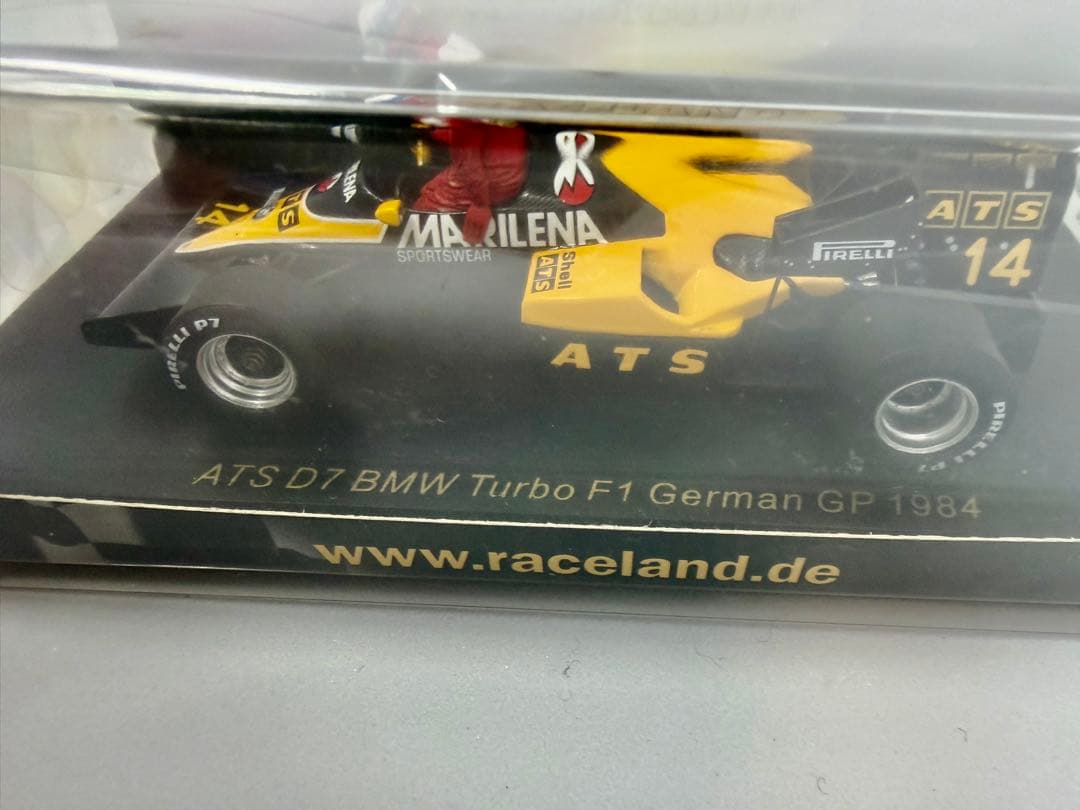 14
ATS
MARILENA
SPORTSWEAR
Shell
ATS
PIRELLI
ATS
14
ATS
PIRELLI P7
PIRELLI P7
ATS D7 BMW Turbo F1 German GP 1984
www.raceland.de